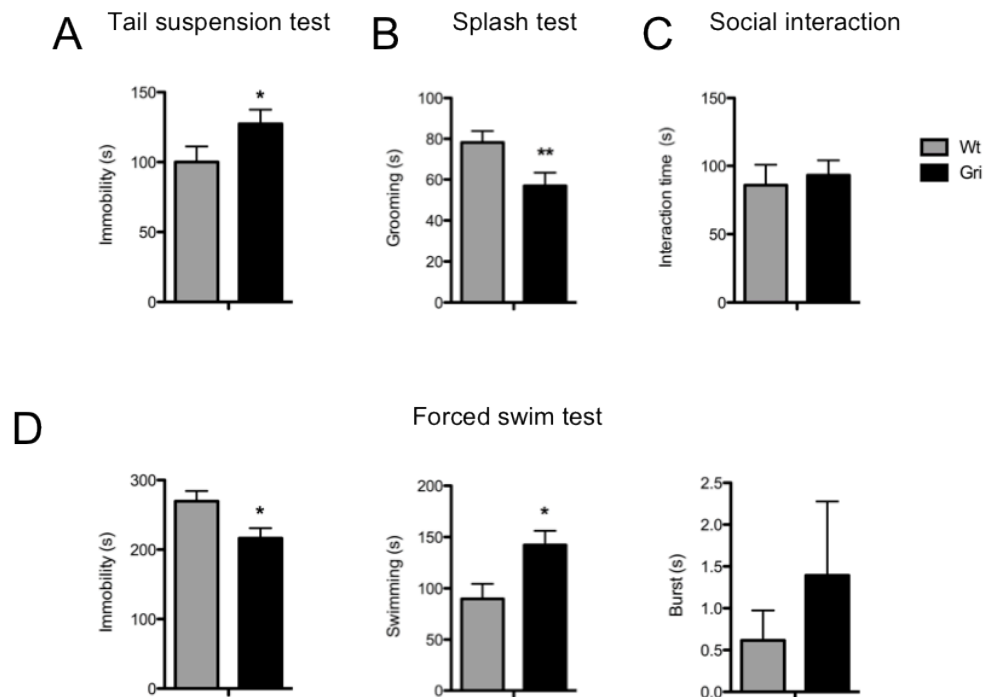 A
Tail suspension test
Immobility (s)
150
100
50
0
*
B
Splash test
Grooming (s)
100
80
60
40
20
0
**
C
Social interaction
Interaction time (s)
150
100
50
0
Wt
Gri
D
Forced swim test
Immobility (s)
300
200
100
0
*
Swimming (s)
200
150
100
50
0
*
Burst (s)
2.5
2.0
1.5
1.0
0.5
0.0